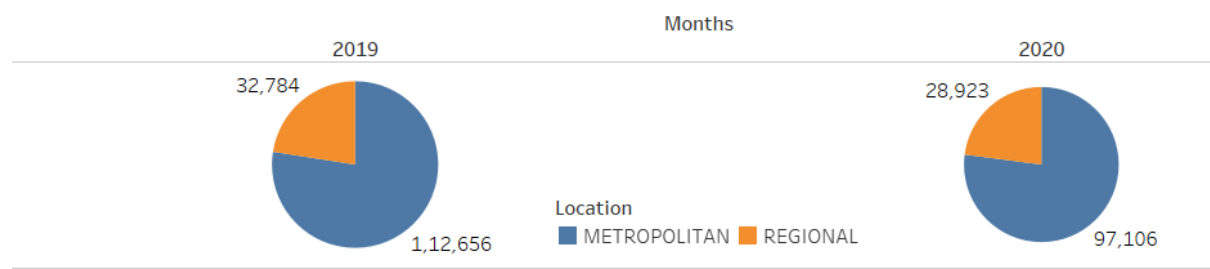 Months
2019
2020
32,784
28,923
Location
METROPOLITAN REGIONAL
1,12,656
97,106